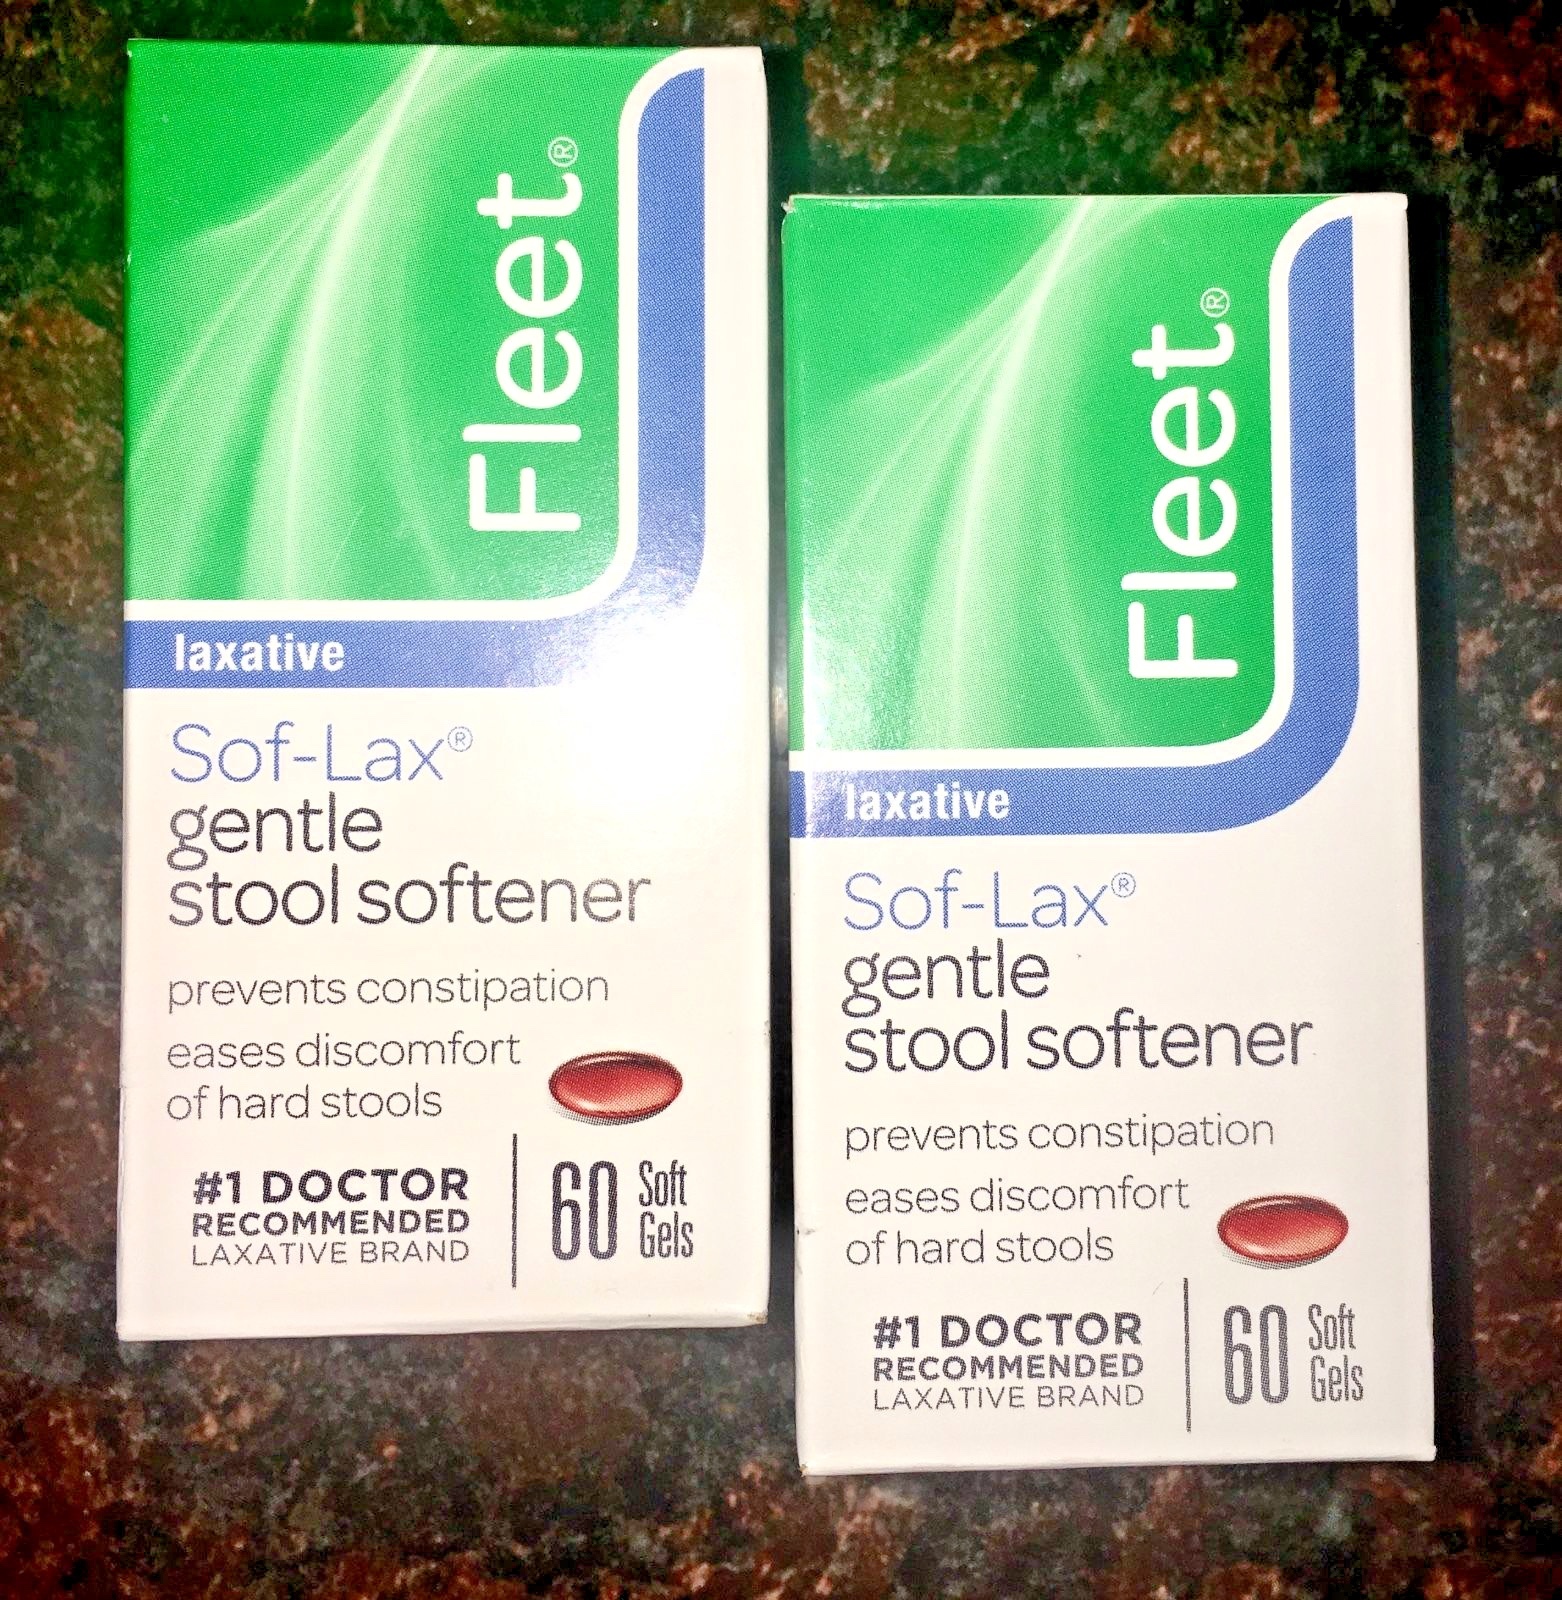 Fleet®
laxative
Sof-Lax®
gentle
stool softener
prevents constipation
eases discomfort
of hard stools
#1 DOCTOR
RECOMMENDED
LAXATIVE BRAND
60 Soft
Gels
Fleet®
laxative
Sof-Lax®
gentle
stool softener
prevents constipation
eases discomfort
of hard stools
#1 DOCTOR
RECOMMENDED
LAXATIVE BRAND
60 Soft
Gels